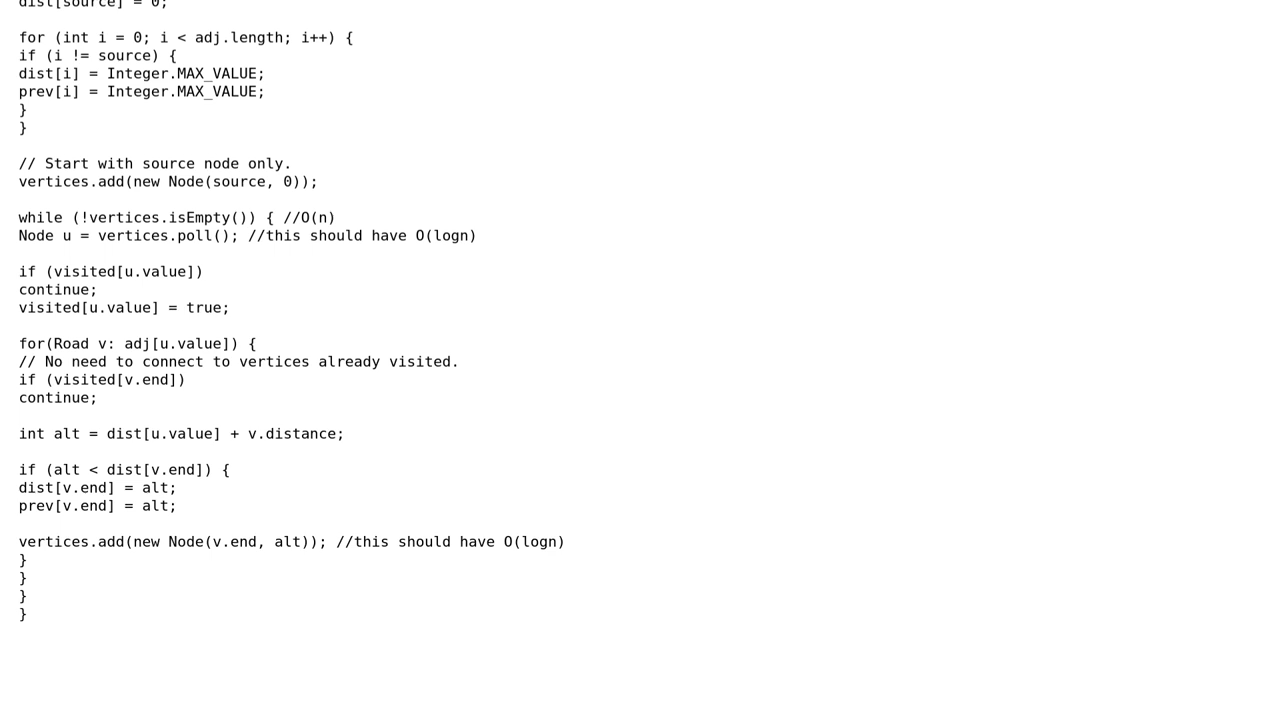 dist[source] = 0;
for (int i = 0; i < adj.length; i++) {
if (i != source) {
dist[i] = Integer.MAX_VALUE;
prev[i] = Integer.MAX_VALUE;
}
}
// Start with source node only.
vertices.add(new Node(source, 0));
while (!vertices.isEmpty()) { //O(n)
Node u = vertices.poll(); //this should have O(logn)
if (visited[u.value])
continue;
visited[u.value] = true;
for(Road v: adj[u.value]) {
// No need to connect to vertices already visited.
if (visited[v.end])
continue;
int alt = dist[u.value] + v.distance;
if (alt < dist[v.end]) {
dist[v.end] = alt;
prev[v.end] = alt;
vertices.add(new Node(v.end, alt)); //this should have O(logn)
}
}
}
}